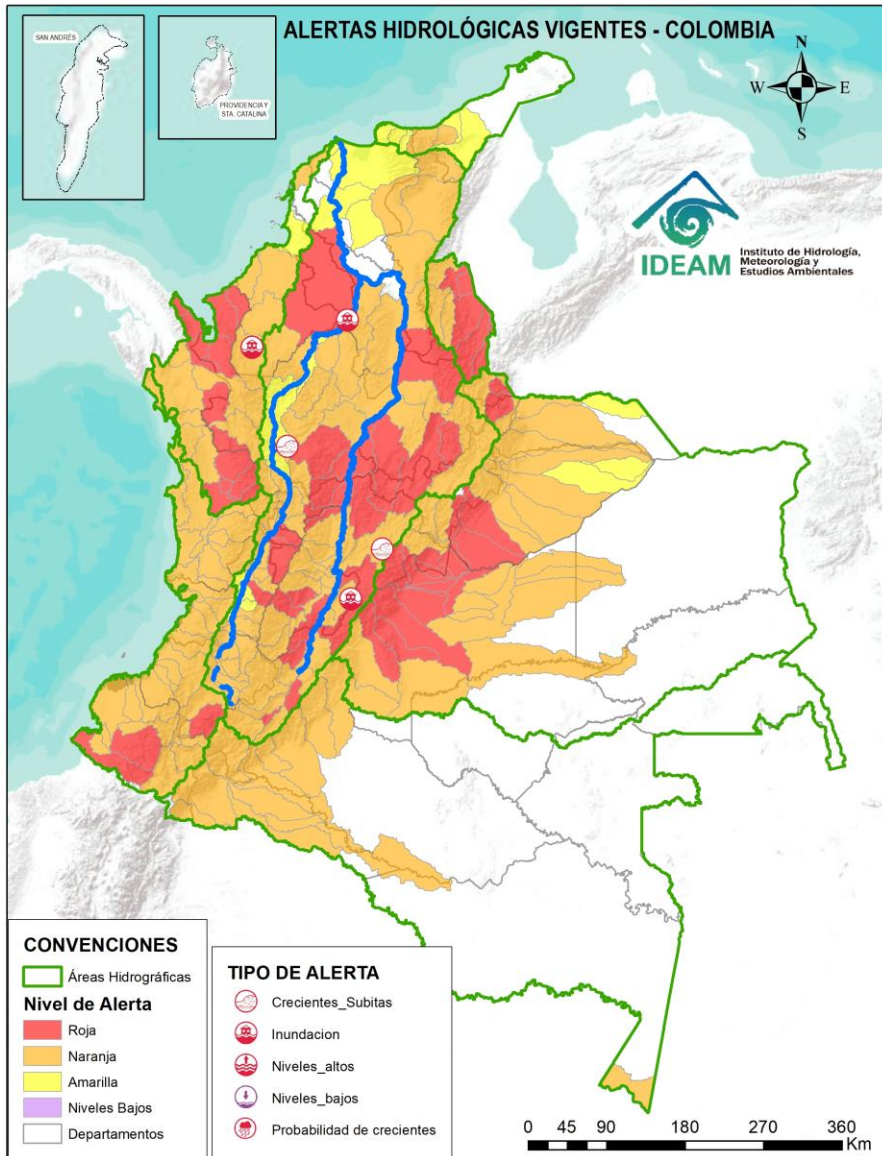 ALERTAS HIDROLÓGICAS VIGENTES - COLOMBIA
SAN ANDRÉS
PROVIDENCIA Y
STA. CATALINA
N
W
E
S
IDEAM
Instituto de Hidrología,
Meteorología y
Estudios Ambientales
CONVENCIONES
Áreas Hidrográficas
Nivel de Alerta
Roja
Naranja
Amarilla
Niveles Bajos
Departamentos
TIPO DE ALERTA
Crecientes_Subitas
Inundacion
Niveles_altos
Niveles_bajos
Probabilidad de crecientes
0 45 90 180 270 360
Km